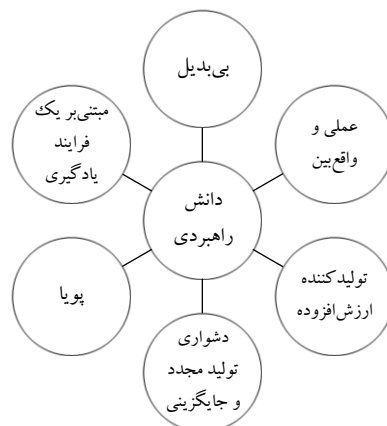 بی‌بدیل
عملی و
واقع‌بین
تولیدکننده
ارزش‌افزوده
دشواری
تولید مجدد
و جایگزینی
پویا
مبتنی‌بر یک
فرایند
یادگیری
دانش
راهبردی